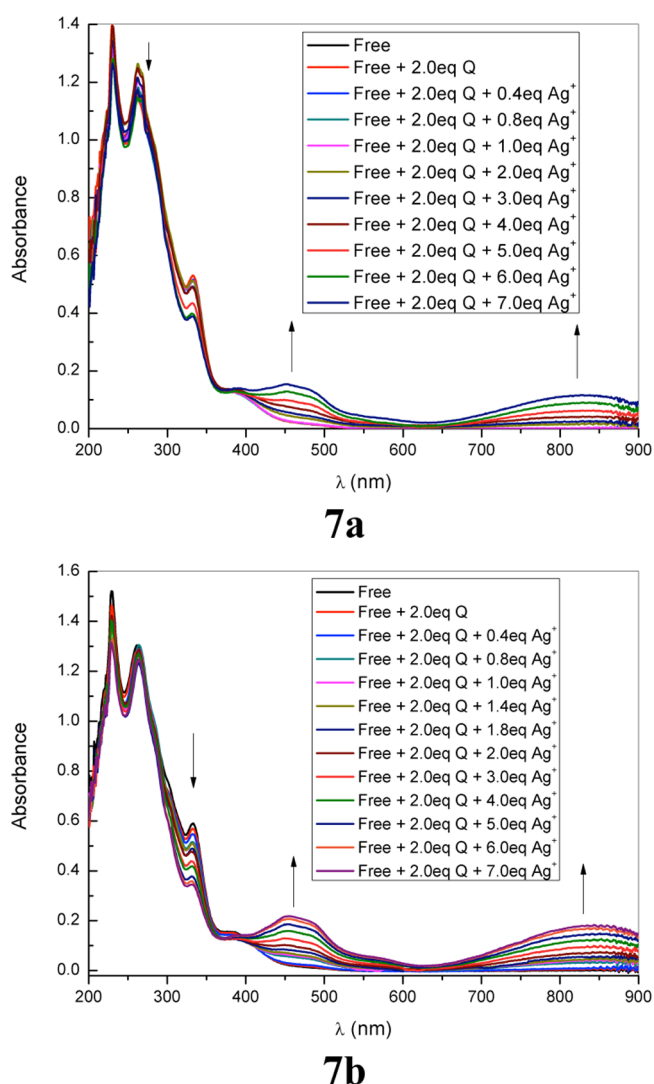 1.4
1.2
1.0
0.8
0.6
0.4
0.2
0.0
Absorbance
Free
Free + 2.0eq Q
Free + 2.0eq Q + 0.4eq Ag⁺
Free + 2.0eq Q + 0.8eq Ag⁺
Free + 2.0eq Q + 1.0eq Ag⁺
Free + 2.0eq Q + 2.0eq Ag⁺
Free + 2.0eq Q + 3.0eq Ag⁺
Free + 2.0eq Q + 4.0eq Ag⁺
Free + 2.0eq Q + 5.0eq Ag⁺
Free + 2.0eq Q + 6.0eq Ag⁺
Free + 2.0eq Q + 7.0eq Ag⁺
200 300 400 500 600 700 800 900
λ (nm)
7a
1.6
1.4
1.2
1.0
0.8
0.6
0.4
0.2
0.0
Absorbance
Free
Free + 2.0eq Q
Free + 2.0eq Q + 0.4eq Ag⁺
Free + 2.0eq Q + 0.8eq Ag⁺
Free + 2.0eq Q + 1.0eq Ag⁺
Free + 2.0eq Q + 1.4eq Ag⁺
Free + 2.0eq Q + 1.8eq Ag⁺
Free + 2.0eq Q + 2.0eq Ag⁺
Free + 2.0eq Q + 3.0eq Ag⁺
Free + 2.0eq Q + 4.0eq Ag⁺
Free + 2.0eq Q + 5.0eq Ag⁺
Free + 2.0eq Q + 6.0eq Ag⁺
Free + 2.0eq Q + 7.0eq Ag⁺
200 300 400 500 600 700 800 900
λ (nm)
7b